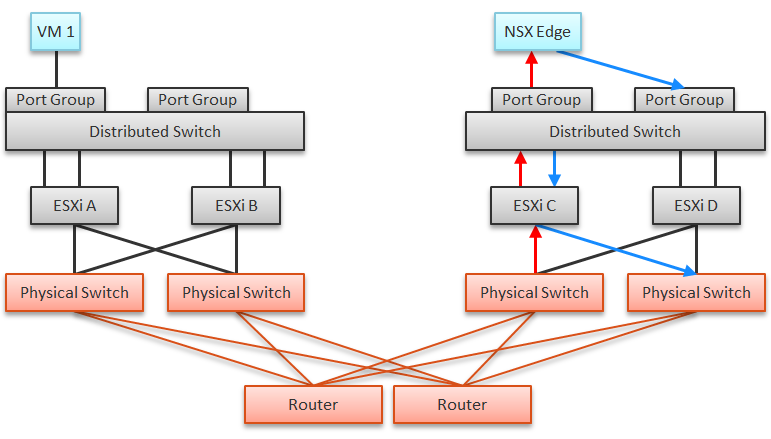 VM 1
NSX Edge
Port Group
Port Group
Port Group
Port Group
Distributed Switch
Distributed Switch
ESXi A
ESXi B
ESXi C
ESXi D
Physical Switch
Physical Switch
Physical Switch
Physical Switch
Router
Router